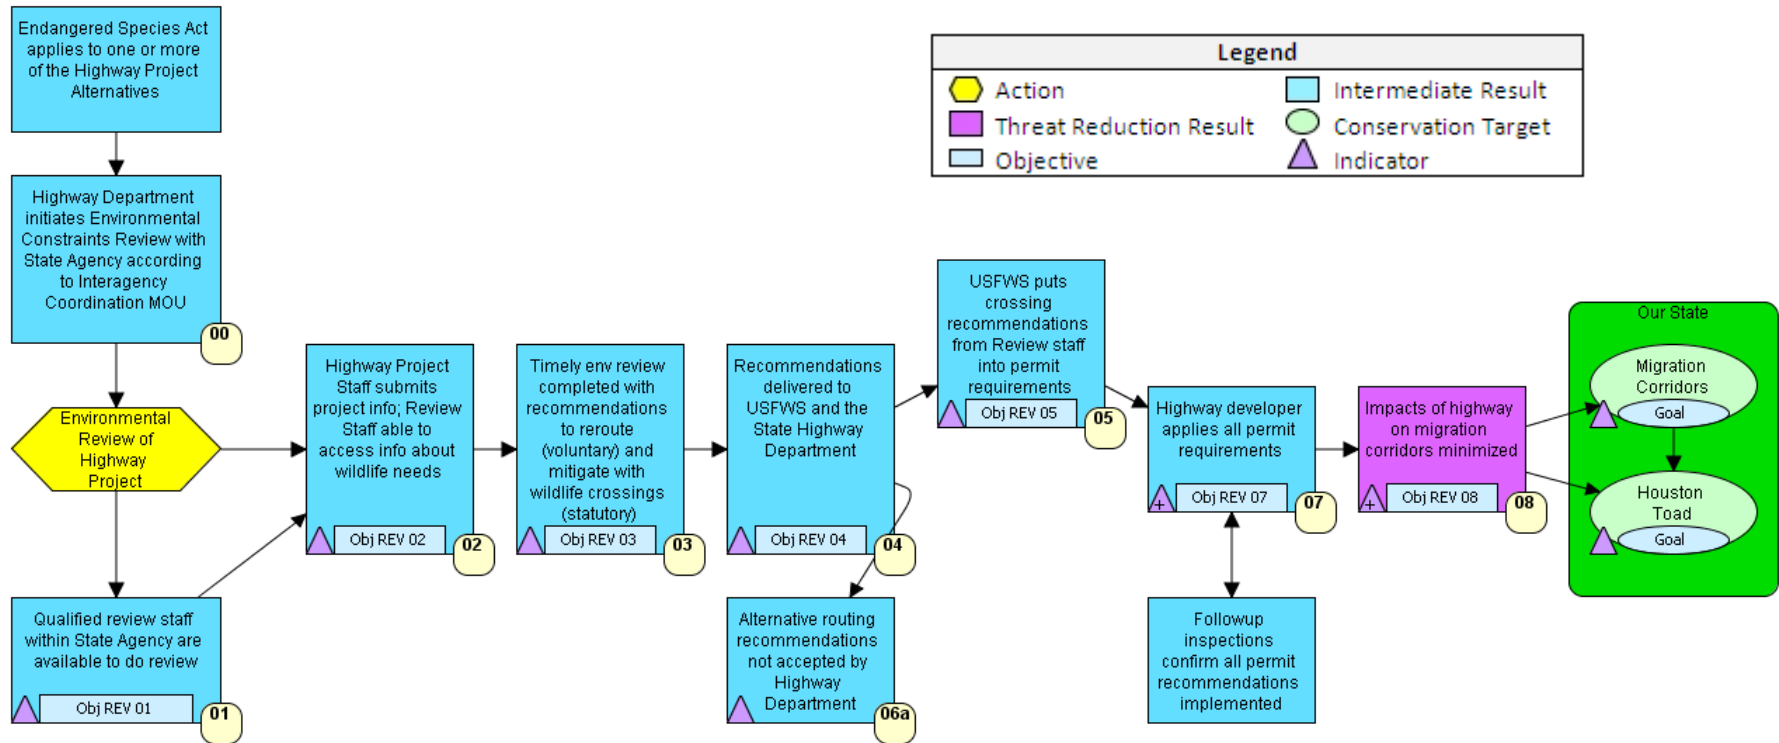 Endangered Species Act
applies to one or more
of the Highway Project
Alternatives
Legend
Action
Intermediate Result
Threat Reduction Result
Conservation Target
Objective
Indicator
Highway Department
initiates Environmental
Constraints Review with
State Agency according
to Interagency
Coordination MOU
00
Environmental
Review of
Highway
Project
Qualified review staff
within State Agency are
available to do review
Obj REV 01
01
Highway Project
Staff submits
project info; Review
Staff able to
access info about
wildlife needs
Obj REV 02
02
Timely env review
completed with
recommendations
to reroute
(voluntary) and
mitigate with
wildlife crossings
(statutory)
Obj REV 03
03
Recommendations
delivered to
USFWS and the
State Highway
Department
Obj REV 04
04
Alternative routing
recommendations
not accepted by
Highway
Department
06a
USFWS puts
crossing
recommendations
from Review staff
into permit
requirements
Obj REV 05
05
Highway developer
applies all permit
requirements
+
Obj REV 07
07
Followup
inspections
confirm all permit
recommendations
implemented
Impacts of highway
on migration
corridors minimized
+
Obj REV 08
08
Our State
Migration
Corridors
Goal
Houston
Toad
Goal